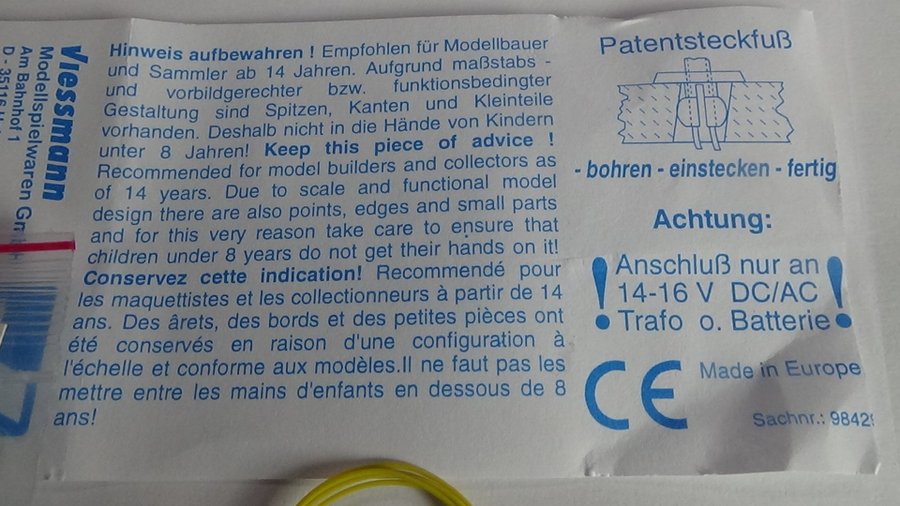 Viessmann
Modellspielwaren
Am Bahnhof 1
D - 35116
Hinweis aufbewahren ! Empfohlen für Modellbauer
und Sammler ab 14 Jahren. Aufgrund maßstabs -
und vorbildgerechter bzw. funktionsbedingter
Gestaltung sind Spitzen, Kanten und Kleinteile
vorhanden. Deshalb nicht in die Hände von Kindern
unter 8 Jahren! Keep this piece of advice !
Recommended for model builders and collectors as
of 14 years. Due to scale and functional model
design there are also points, edges and small parts
and for this very reason take care to ensure that
children under 8 years do not get their hands on it!
Conservez cette indication! Recommendé pour
les maquettistes et les collectionneurs à partir de 14
ans. Des ârets, des bords et des petites pièces ont
été conservés en raison d'une configuration à
l'échelle et conforme aux modèles.Il ne faut pas les
mettre entre les mains d'enfants en dessous de 8
ans!
Patentsteckfuß
- bohren - einstecken - fertig
Achtung:
! Anschluß nur an !
14-16 V DC/AC
Trafo o. Batterie
CE Made in Europe
Sachnr.: 98429